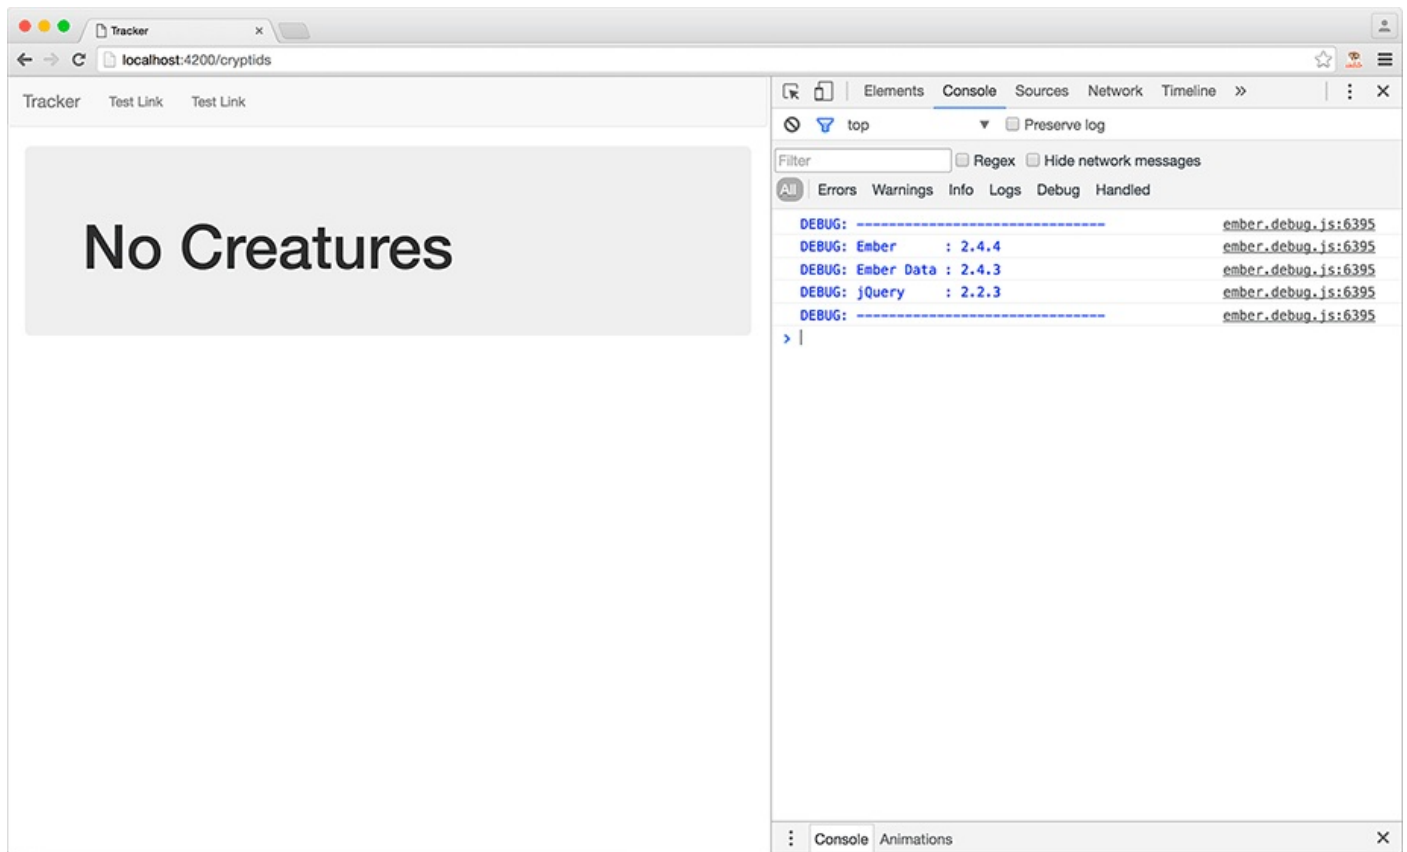 Tracker
localhost:4200/cryptids
Tracker Test Link Test Link
No Creatures
Elements Console Sources Network Timeline »
top Preserve log
Filter Regex Hide network messages
All Errors Warnings Info Logs Debug Handled
DEBUG: ------------------------------- ember.debug.js:6395
DEBUG: Ember : 2.4.4 ember.debug.js:6395
DEBUG: Ember Data : 2.4.3 ember.debug.js:6395
DEBUG: jQuery : 2.2.3 ember.debug.js:6395
DEBUG: ------------------------------- ember.debug.js:6395
Console Animations